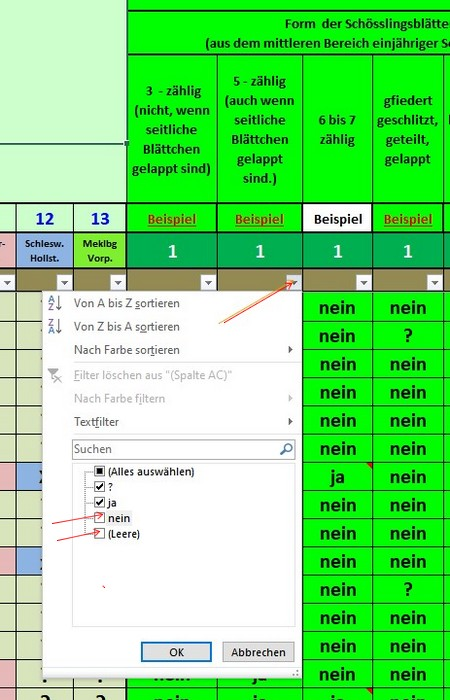 Form der Schösslingsblätte
(aus dem mittleren Bereich einjähriger Sc
3 - zählig
(nicht, wenn
seitliche
Blättchen
gelappt sind)
5 - zählig
(auch wenn
seitliche
Blättchen
gelappt
sind.)
6 bis 7
zählig
gfiedert
geschlitzt,
geteilt,
gelappt
12
13
Beispiel
Beispiel
Beispiel
Beispiel
Schlesw.
Hollst.
Meklbg
Vorp.
1
1
1
1
Von A bis Z sortieren
Von Z bis A sortieren
Nach Farbe sortieren
Filter löschen aus "(Spalte AC)"
Nach Farbe filtern
Textfilter
Suchen
(Alles auswählen)
?
ja
nein
(Leere)
OK
Abbrechen
nein nein
nein ?
nein nein
nein nein
nein nein
nein nein
ja nein
nein nein
nein nein
nein nein
nein ?
nein nein
nein nein
nein nein